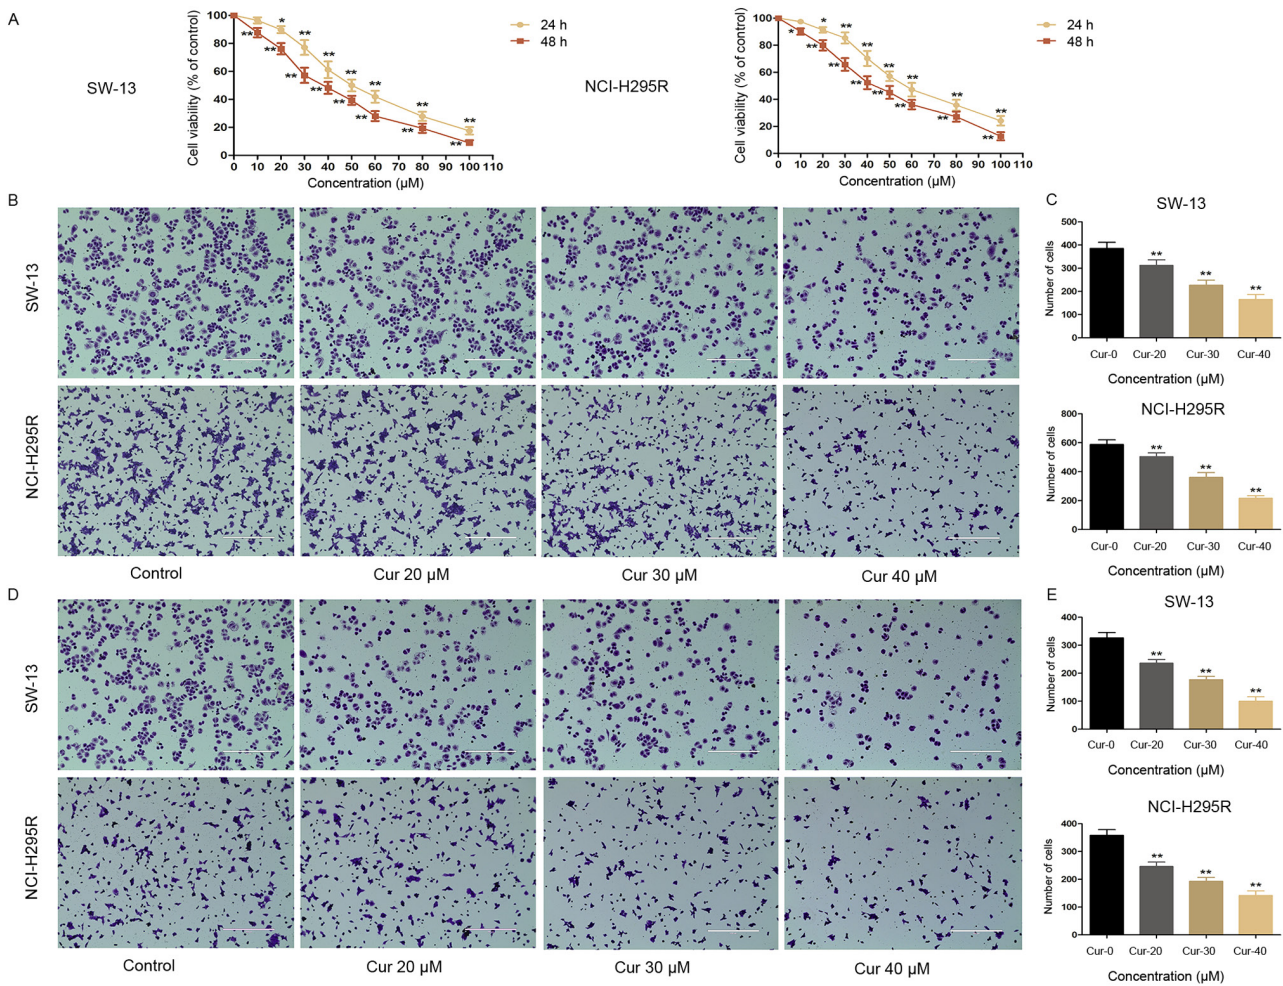 A
SW-13
Cell viability (% of control)
100
80
60
40
20
0
* ** ** ** ** ** **
** ** ** ** ** ** ** **
0 10 20 30 40 50 60 70 80 90 100 110
Concentration (µM)
24 h
48 h
NCI-H295R
Cell viability (% of control)
100
80
60
40
20
0
* ** ** ** ** ** **
* ** ** ** ** ** ** **
0 10 20 30 40 50 60 70 80 90 100 110
Concentration (µM)
24 h
48 h
B
SW-13
NCI-H295R
Control
Cur 20 µM
Cur 30 µM
Cur 40 µM
C
SW-13
Number of cells
500
400
300
200
100
0
** ** **
Cur-0 Cur-20 Cur-30 Cur-40
Concentration (µM)
NCI-H295R
Number of cells
800
600
400
200
0
** ** **
Cur-0 Cur-20 Cur-30 Cur-40
Concentration (µM)
D
SW-13
NCI-H295R
Control
Cur 20 µM
Cur 30 µM
Cur 40 µM
E
SW-13
Number of cells
400
300
200
100
0
** ** **
Cur-0 Cur-20 Cur-30 Cur-40
Concentration (µM)
NCI-H295R
Number of cells
400
300
200
100
0
** ** **
Cur-0 Cur-20 Cur-30 Cur-40
Concentration (µM)